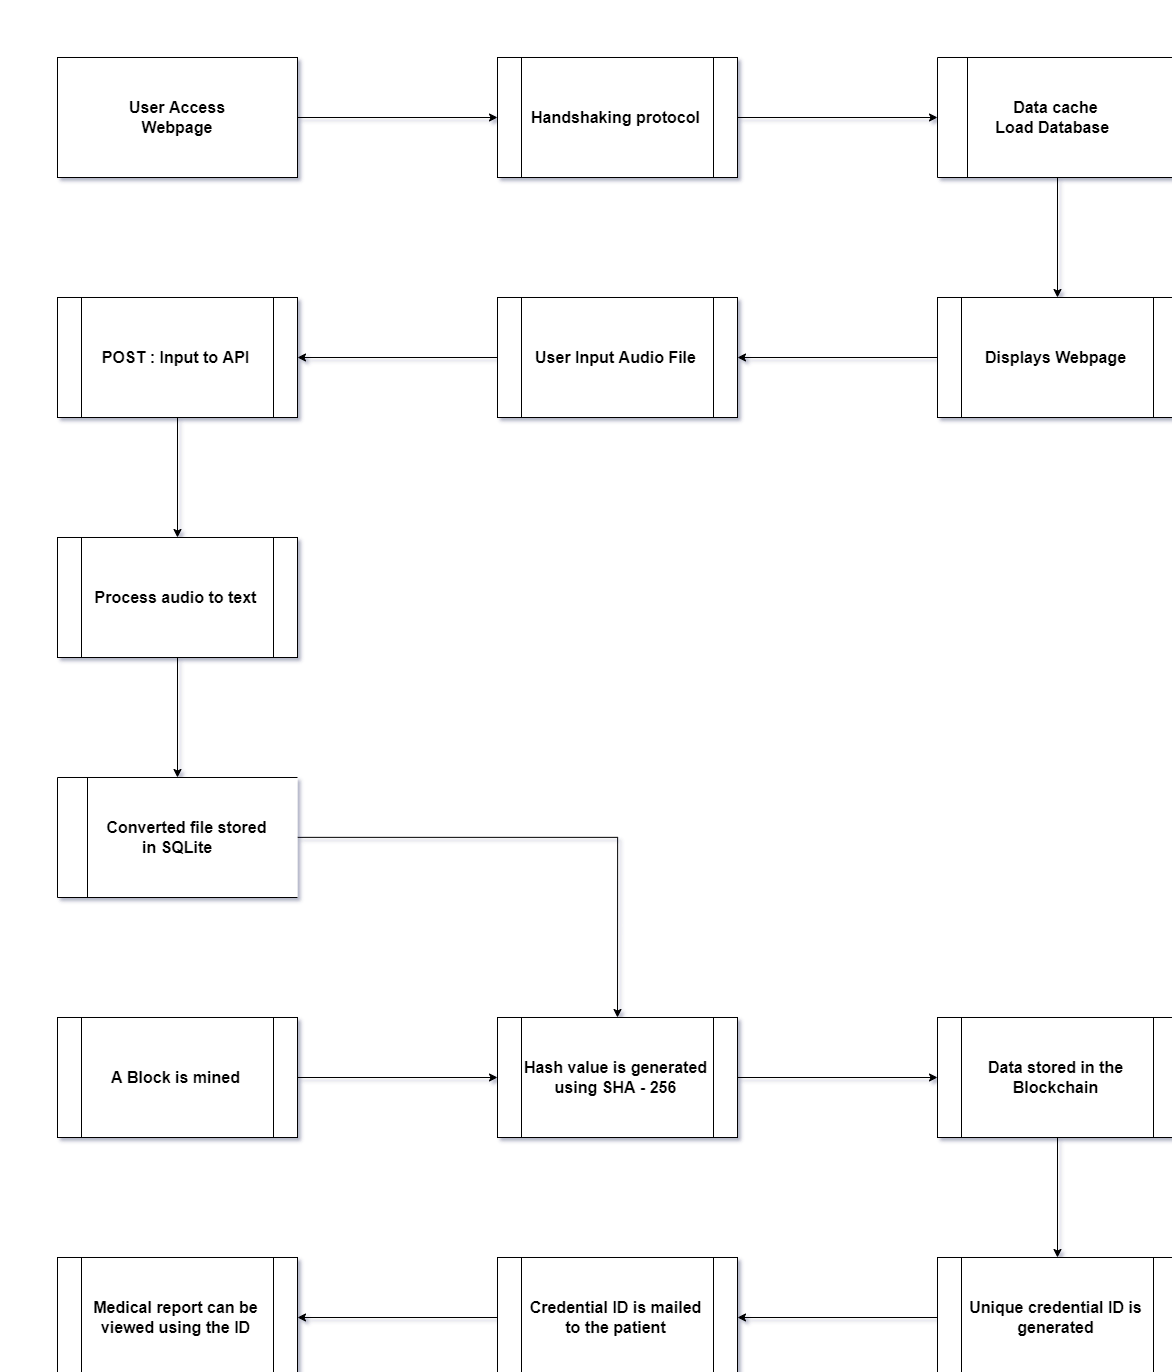 User Access
Webpage
Handshaking protocol
Data cache
Load Database
POST : Input to API
User Input Audio File
Displays Webpage
Process audio to text
Converted file stored
in SQLite
A Block is mined
Hash value is generated
using SHA - 256
Data stored in the
Blockchain
Medical report can be
viewed using the ID
Credential ID is mailed
to the patient
Unique credential ID is
generated